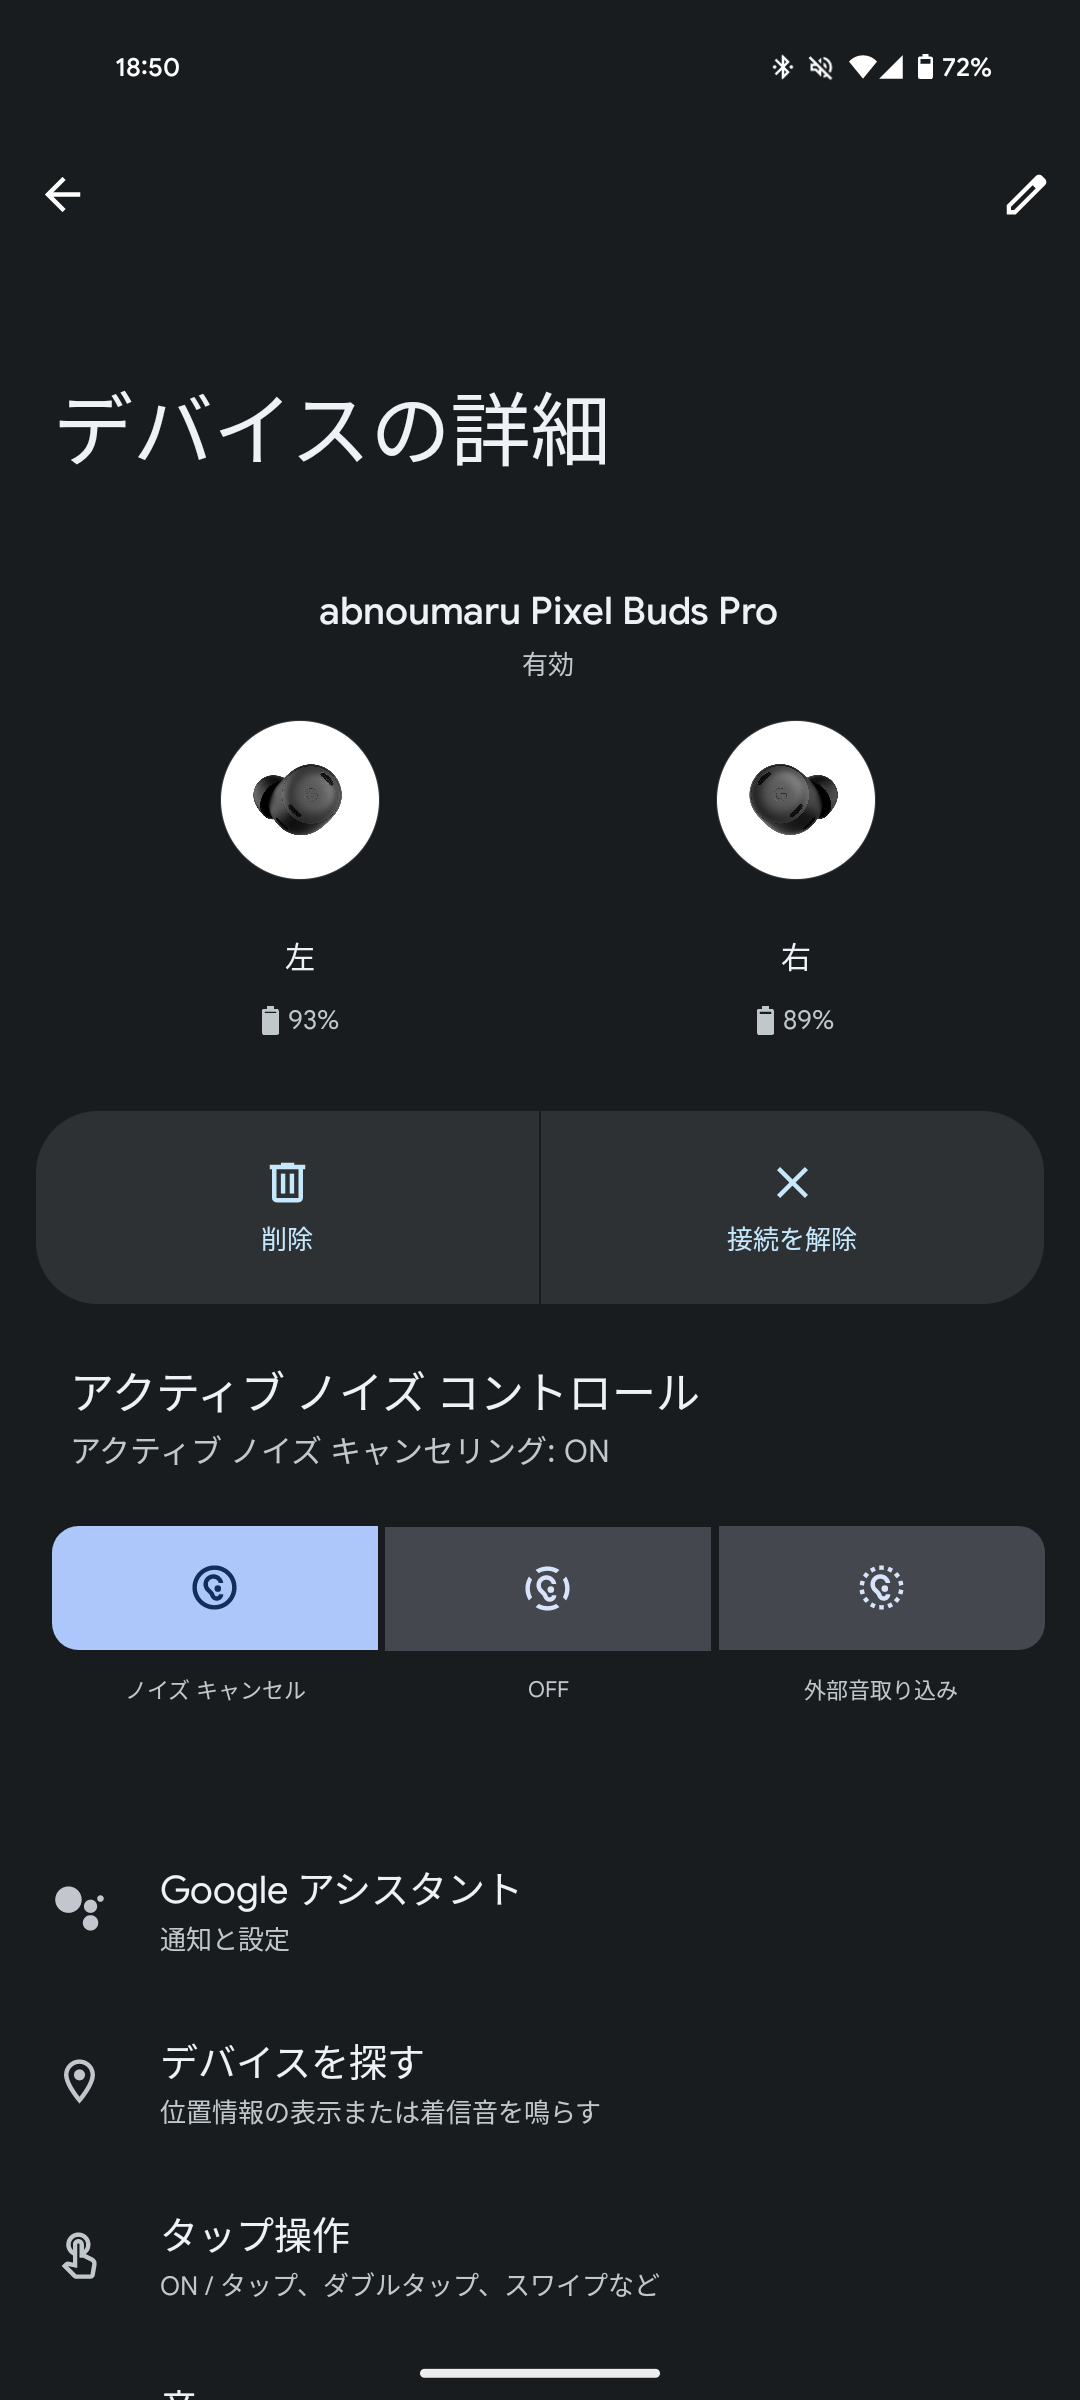 18:50
72%
デバイスの詳細
abnoumaru Pixel Buds Pro
有効
左
右
93%
89%
削除
接続を解除
アクティブ ノイズ コントロール
アクティブ ノイズ キャンセリング: ON
ノイズ キャンセル
OFF
外部音取り込み
Google アシスタント
通知と設定
デバイスを探す
位置情報の表示または着信音を鳴らす
タップ操作
ON / タップ、ダブルタップ、スワイプなど